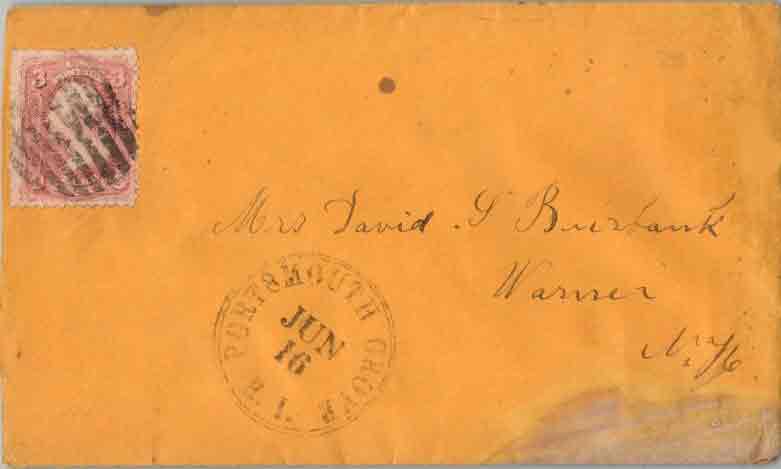 3 3
Mrs David S Burbank
Warner
N. H
PORTSMOUTH GROVE R. I.
JUN
16